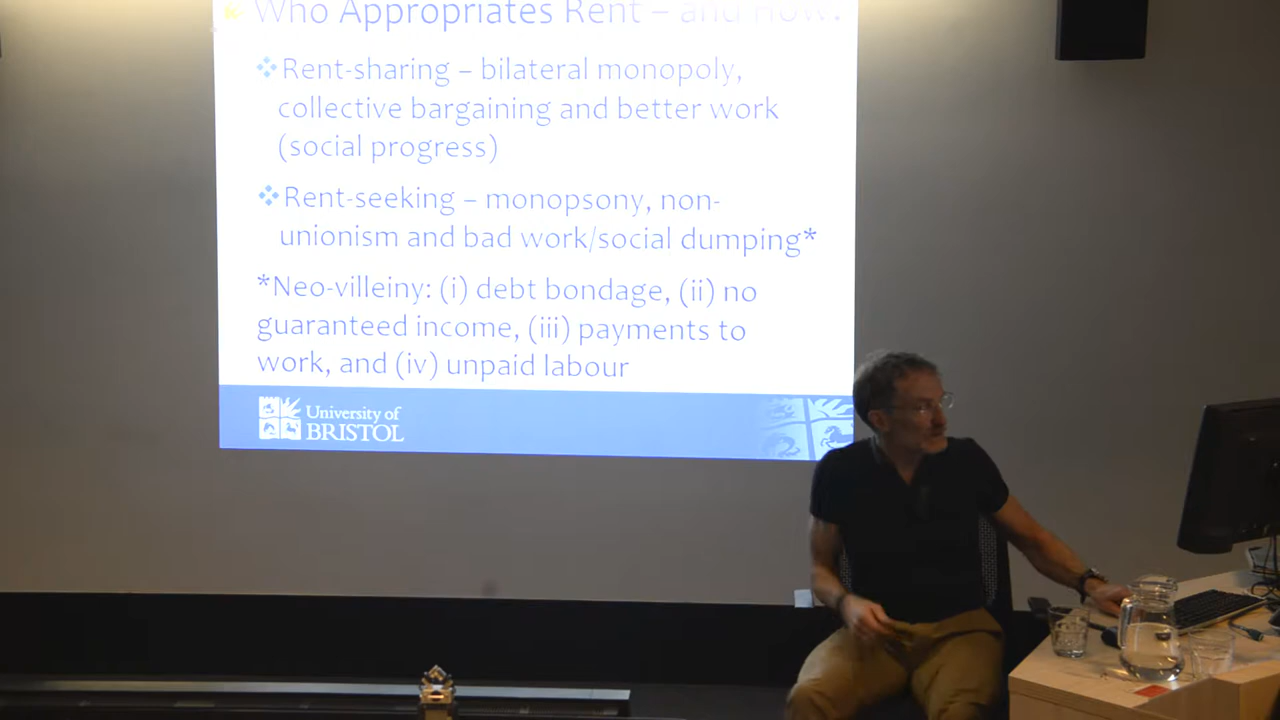 Who Appropriates Rent – and How?
❖Rent-sharing – bilateral monopoly,
collective bargaining and better work
(social progress)
❖Rent-seeking – monopsony, non-
unionism and bad work/social dumping*
*Neo-villeiny: (i) debt bondage, (ii) no
guaranteed income, (iii) payments to
work, and (iv) unpaid labour
University of
BRISTOL